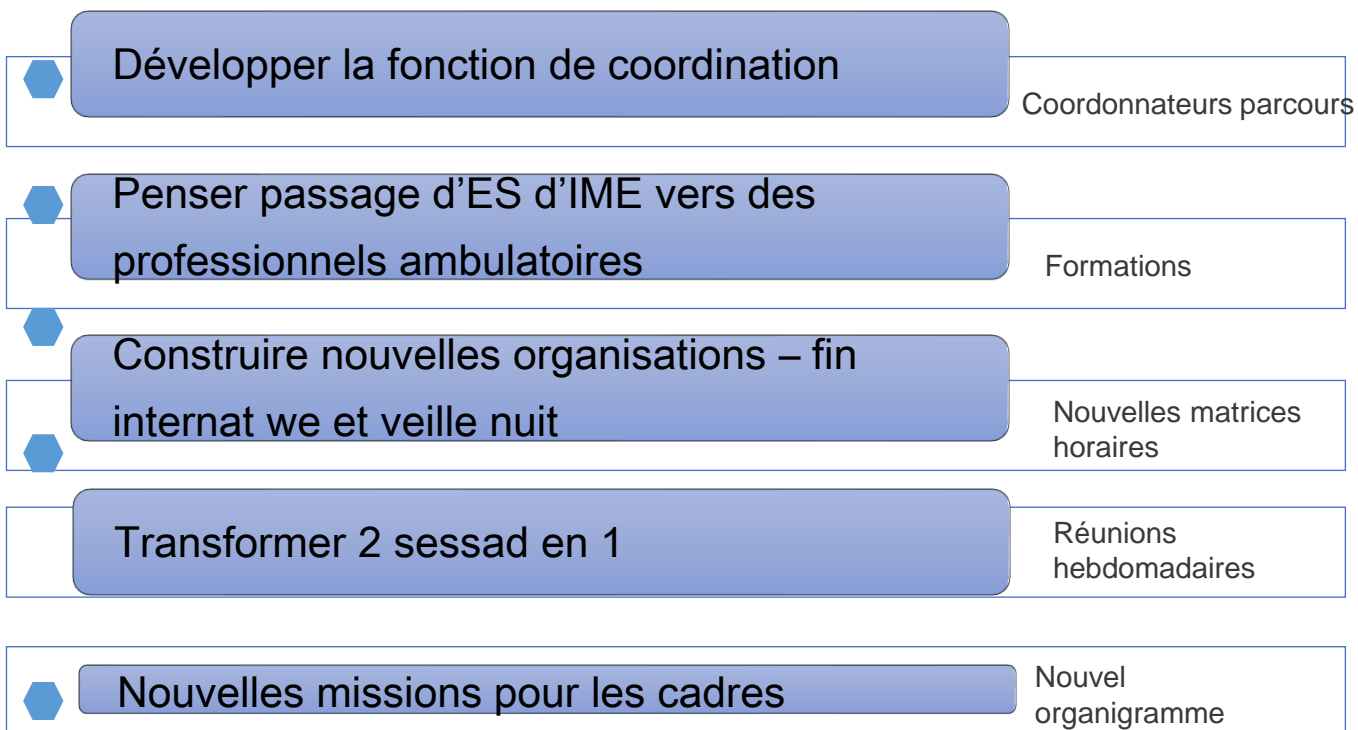 Développer la fonction de coordination
Coordonnateurs parcours
Penser passage d’ES d’IME vers des
professionnels ambulatoires
Formations
Construire nouvelles organisations – fin
internat we et veille nuit
Nouvelles matrices
horaires
Transformer 2 sessad en 1
Réunions
hebdomadaires
Nouvelles missions pour les cadres
Nouvel
organigramme